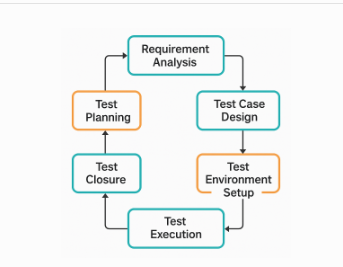 Requirement
Analysis
Test
Planning
Test Case
Design
Test
Closure
Test
Environment
Setup
Test
Execution